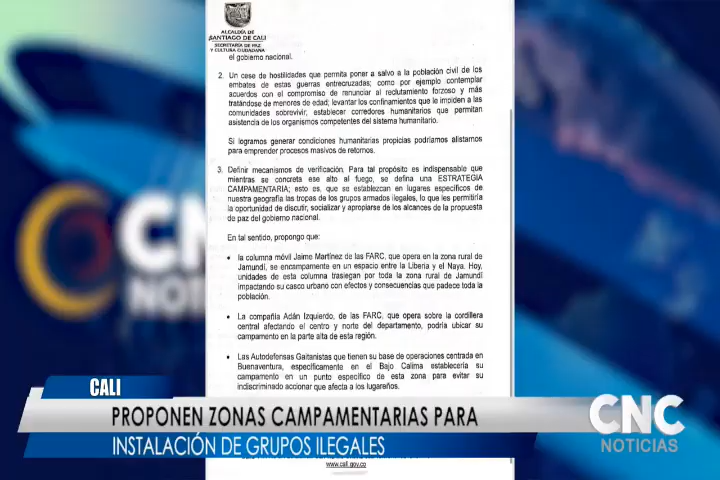 ALCALDÍA DE
SANTIAGO DE CALI
SECRETARÍA DE PAZ
Y CULTURA CIUDADANA
el gobierno nacional.
2. Un cese de hostilidades que permita poner a salvo a la población civil de los
embates de estas guerras entrecruzadas; como por ejemplo contemplar
acuerdos con el compromiso de renunciar al reclutamiento forzoso y más
tratándose de menores de edad; levantar los confinamientos que le impiden a las
comunidades sobrevivir, establecer corredores humanitarios que permitan
asistencia de los organismos competentes del sistema humanitario.
Si logramos generar condiciones humanitarias propicias podríamos alistarnos
para emprender procesos masivos de retornos.
3. Definir mecanismos de verificación. Para tal propósito es indispensable que
mientras se concreta ese alto al fuego, se defina una ESTRATEGIA
CAMPAMENTARIA; esto es, que se establezcan en lugares específicos de
nuestra geografía las tropas de los grupos armados ilegales, lo que les permitiría
la oportunidad de discutir, socializar y apropiarse de los alcances de la propuesta
de paz del gobierno nacional.
En tal sentido, propongo que:
• la columna móvil Jaime Martínez de las FARC, que opera en la zona rural de
Jamundí, se encampamente en un espacio entre la Liberia y el Naya. Hoy,
unidades de esta columna trasiegan por toda la zona rural de Jamundí
impactando su casco urbano con efectos y consecuencias que padece toda la
población.
• La compañía Adán Izquierdo, de las FARC, que opera sobre la cordillera
central afectando el centro y norte del departamento, podría ubicar su
campamento en la parte alta de esta región.
• Las Autodefensas Gaitanistas que tienen su base de operaciones centrada en
Buenaventura, específicamente en el Bajo Calima establecería su
campamento en un punto específico de esta zona para evitar su
indiscriminado accionar que afecta a los lugareños.
www.cali.gov.co
CNC
NOTICIAS
CALI
PROPONEN ZONAS CAMPAMENTARIAS PARA
INSTALACIÓN DE GRUPOS ILEGALES
CNC
NOTICIAS